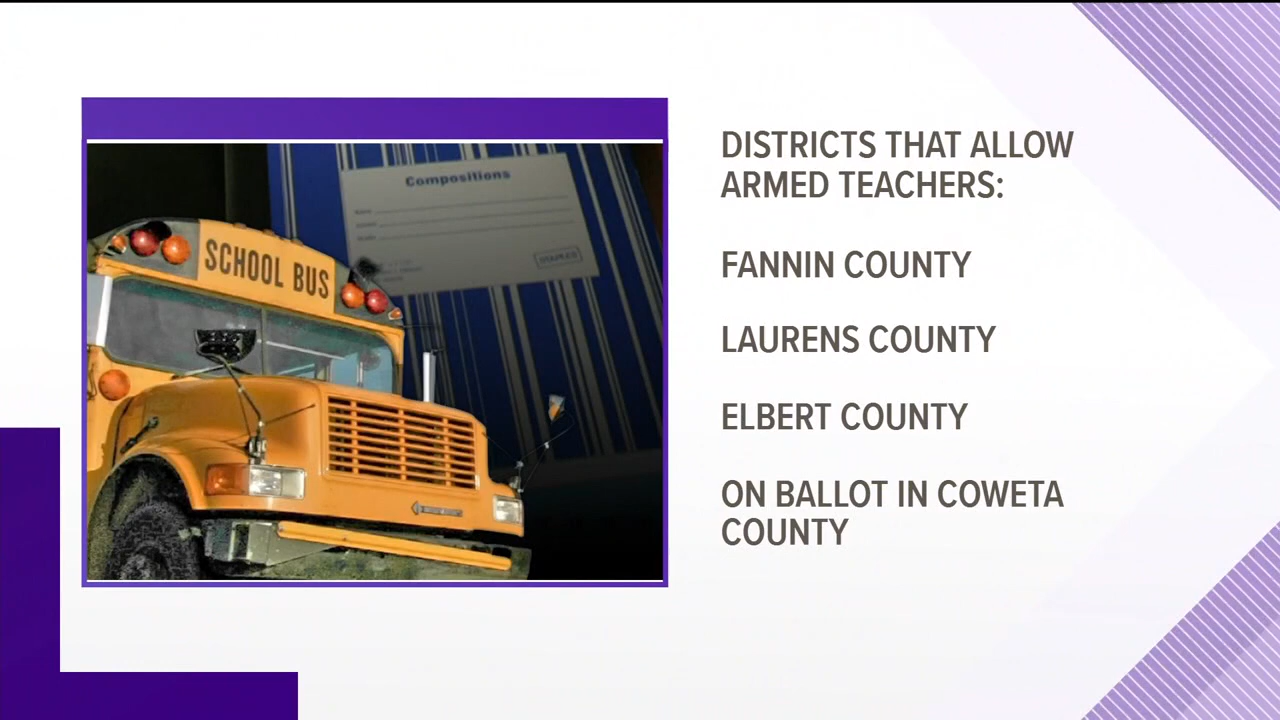 DISTRICTS THAT ALLOW
ARMED TEACHERS:
FANNIN COUNTY
LAURENS COUNTY
ELBERT COUNTY
ON BALLOT IN COWETA
COUNTY
Compositions
STAPLES
SCHOOL BUS